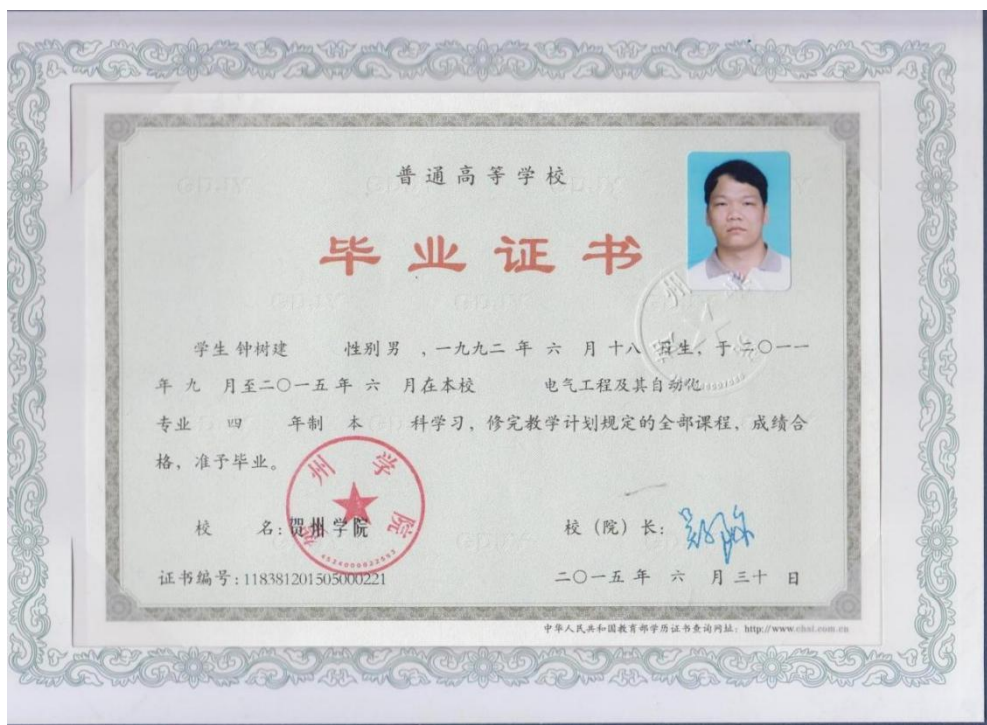 普通高等学校
毕业证书
学生 钟树建 性别 男 ，一九九二 年 六 月 十八 日生，于 二〇一一
年 九 月至二〇一五 年 六 月在本校 电气工程及其自动化
专业 四 年制 本 科学习，修完教学计划规定的全部课程，成绩合
格，准予毕业。
校 名：贺州学院
校（院）长：
证书编号：118381201505000221
二〇一五 年 六 月 三十 日
中华人民共和国教育部学历证书查询网址：http://www.chsi.com.cn